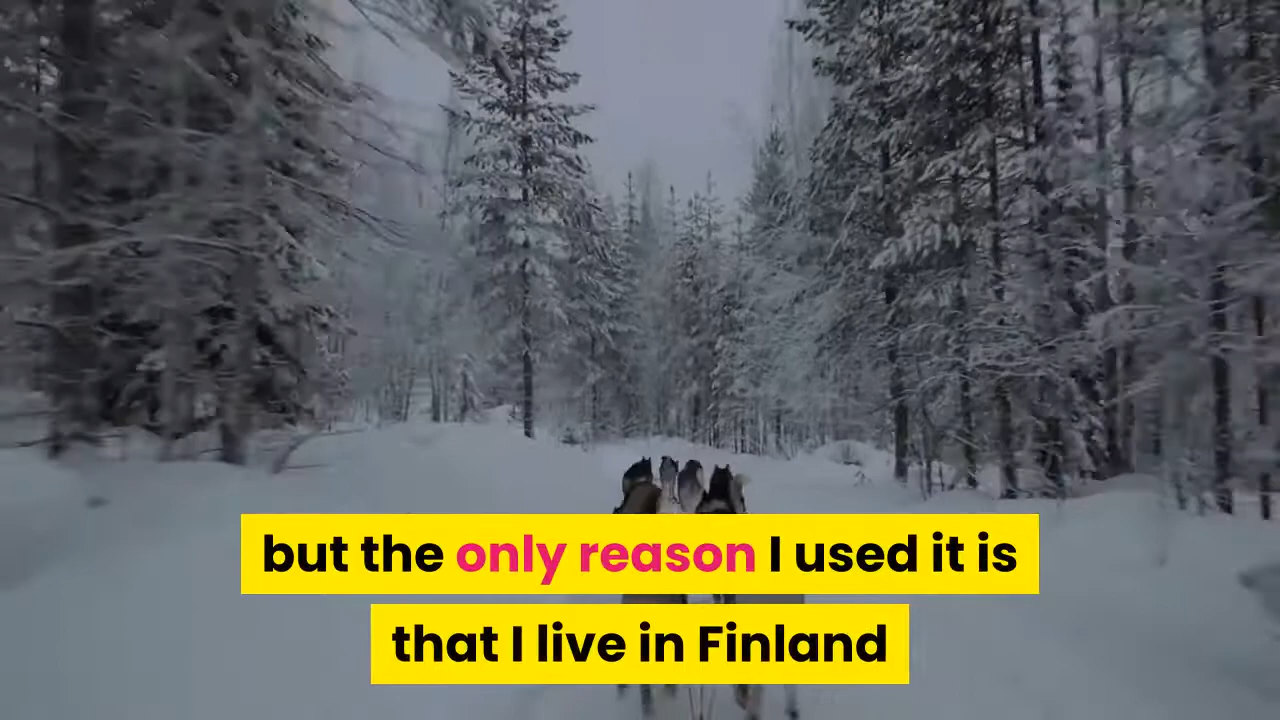 but the only reason I used it is
that I live in Finland